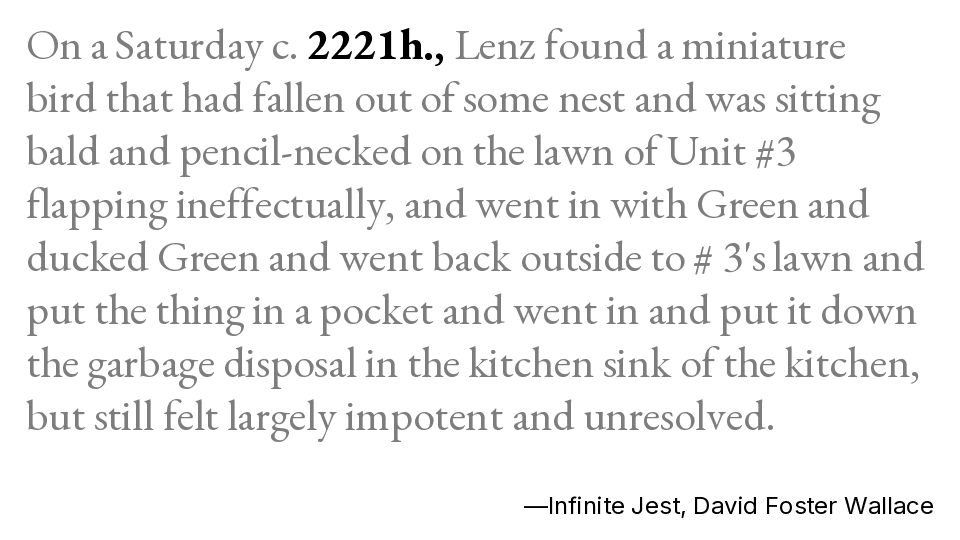 On a Saturday c. 2221h., Lenz found a miniature
bird that had fallen out of some nest and was sitting
bald and pencil-necked on the lawn of Unit #3
flapping ineffectually, and went in with Green and
ducked Green and went back outside to # 3's lawn and
put the thing in a pocket and went in and put it down
the garbage disposal in the kitchen sink of the kitchen,
but still felt largely impotent and unresolved.
—Infinite Jest, David Foster Wallace